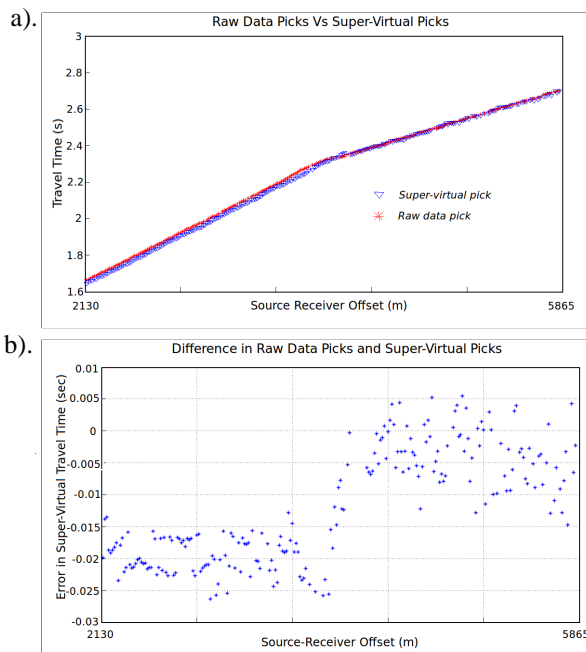 a).
Raw Data Picks Vs Super-Virtual Picks
3
2.8
2.6
2.4
2.2
2
1.8
1.6
Travel Time (s)
Super-virtual pick
Raw data pick
2130
Source Receiver Offset (m)
5865
b).
Difference in Raw Data Picks and Super-Virtual Picks
0.01
0.005
0
-0.005
-0.01
-0.015
-0.02
-0.025
-0.03
Error in Super-Virtual Travel Time (sec)
2130
Source-Receiver Offset (m)
5865